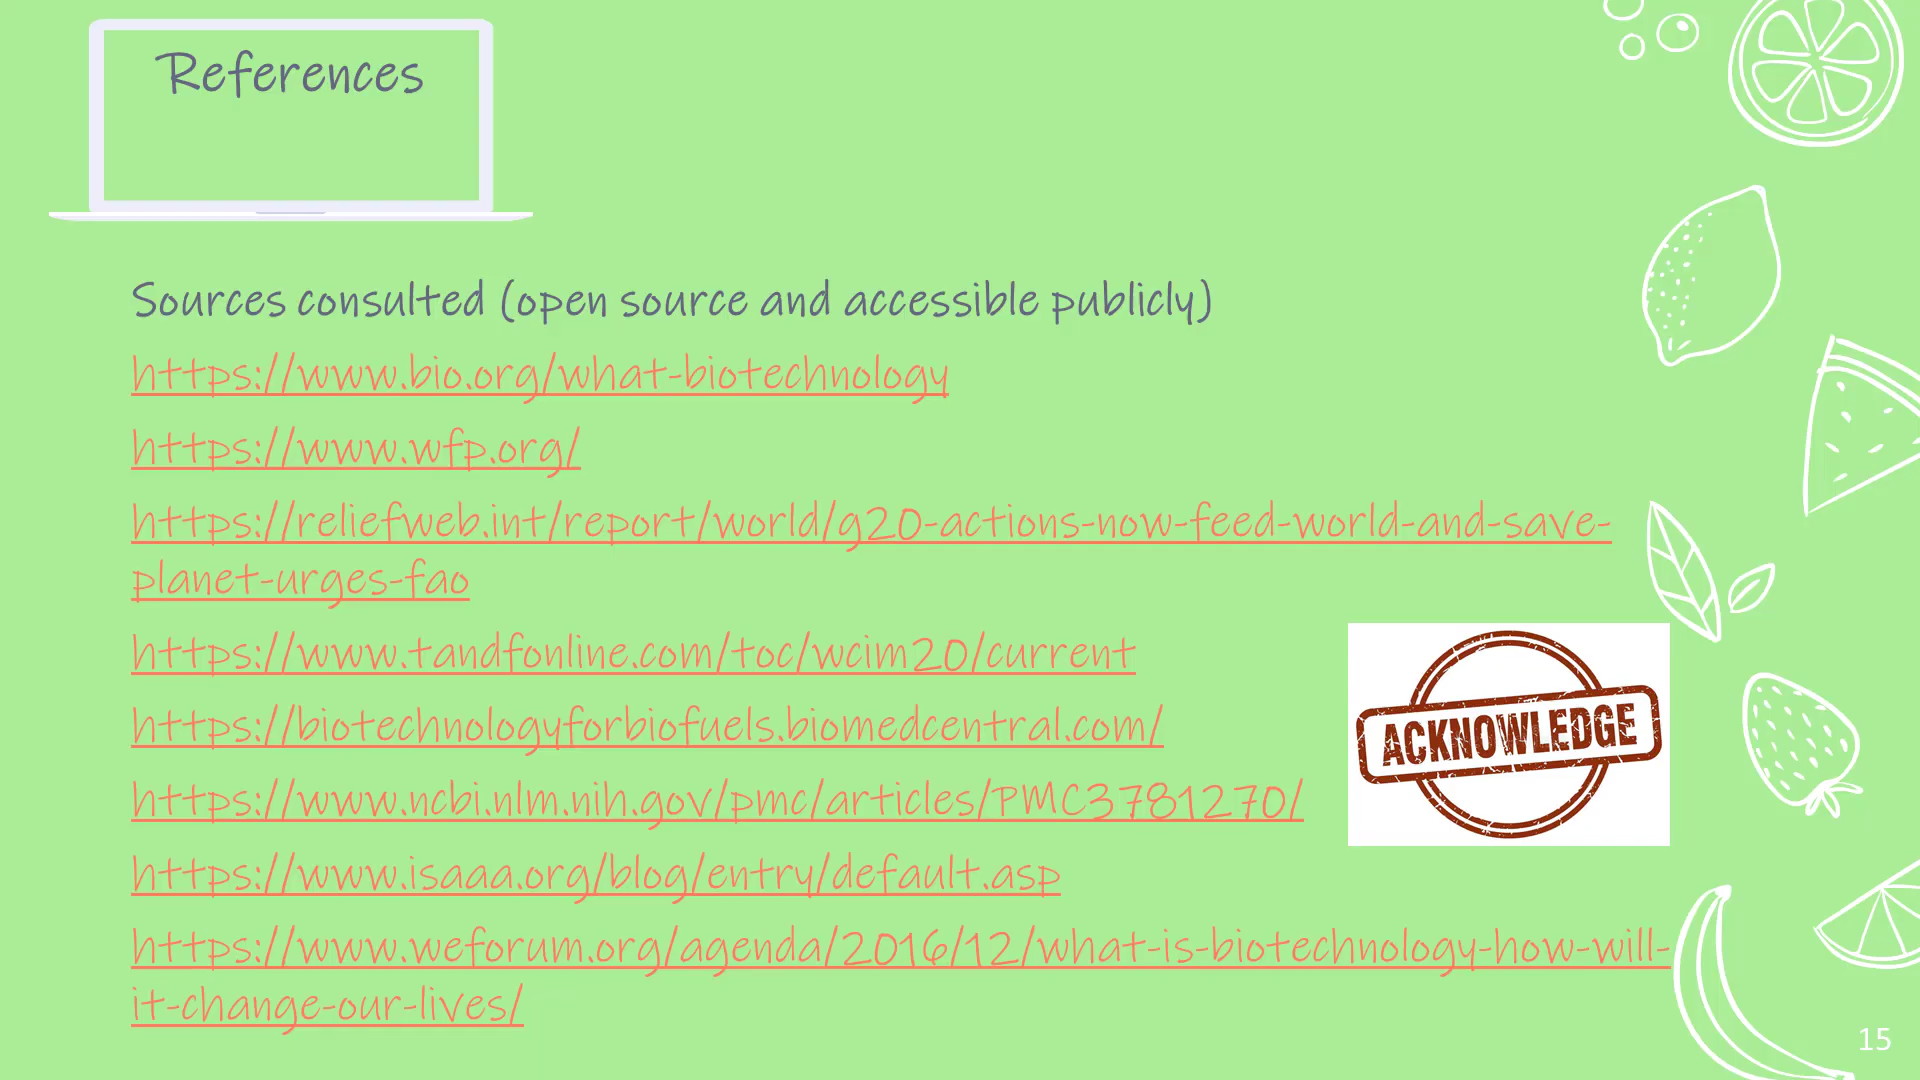 References
Sources consulted (open source and accessible publicly)
https://www.bio.org/what-biotechnology
https://www.wfp.org/
https://reliefweb.int/report/world/g20-actions-now-feed-world-and-save-
planet-urges-fao
https://www.tandfonline.com/toc/wcim20/current
https://biotechnologyforbiofuels.biomedcentral.com/
https://www.ncbi.nlm.nih.gov/pmc/articles/PMC3781270/
https://www.isaaa.org/blog/entry/default.asp
https://www.weforum.org/agenda/2016/12/what-is-biotechnology-how-will-
it-change-our-lives/
ACKNOWLEDGE
15